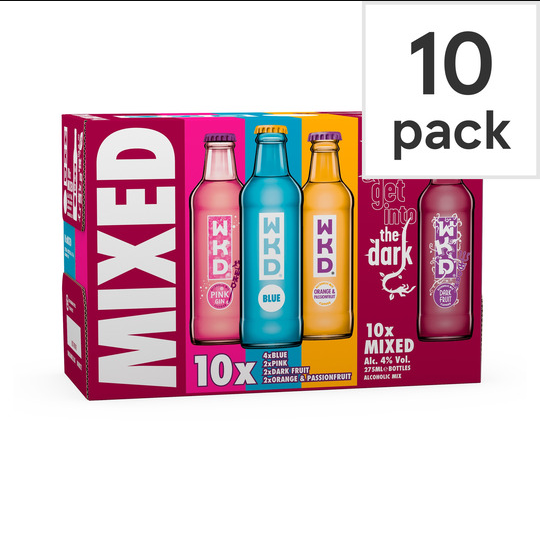 10
pack
MIXED
WKD
PINK
GIN
WKD
BLUE
WKD
ORANGE &
PASSIONFRUIT
get
into
the
dark
WKD
DARK
FRUIT
10x
4xBLUE
2xPINK
2xDARK FRUIT
2xORANGE & PASSIONFRUIT
10x
MIXED
Alc. 4% Vol.
275ML℮BOTTLES
ALCOHOLIC MIX